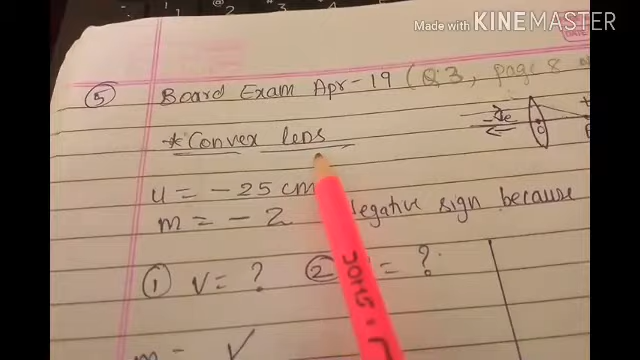 Made with KINEMASTER
⑤ Board Exam Apr-19 (Q.3, page 8
* Convex lens
u = -25 cm
m = -2 Negative sign because
① v = ? ② = ?
m = v